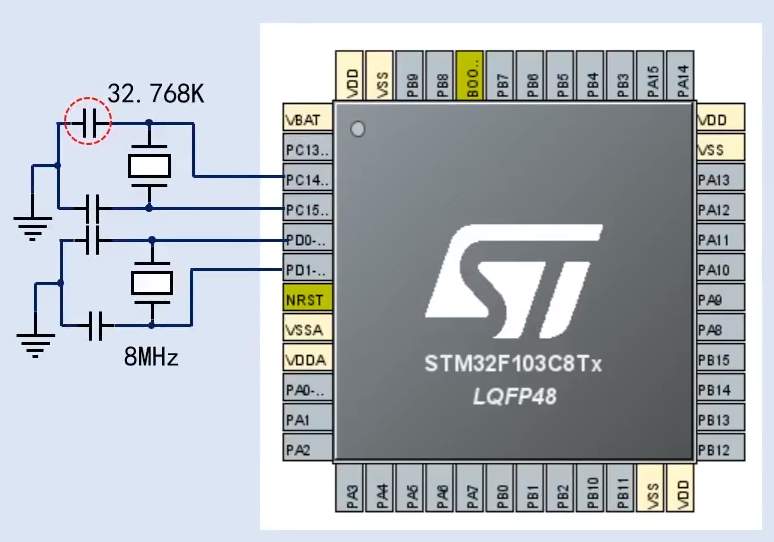 32.768K
8MHz
VDD
VSS
PB9
PB8
BOO..
PB7
PB6
PB5
PB4
PB3
PA15
PA14
VBAT
PC13..
PC14..
PC15..
PD0-..
PD1-..
NRST
VSSA
VDDA
PA0-..
PA1
PA2
ST
STM32F103C8Tx
LQFP48
VDD
VSS
PA13
PA12
PA11
PA10
PA9
PA8
PB15
PB14
PB13
PB12
PA3
PA4
PA5
PA6
PA7
PB0
PB1
PB2
PB10
PB11
VSS
VDD